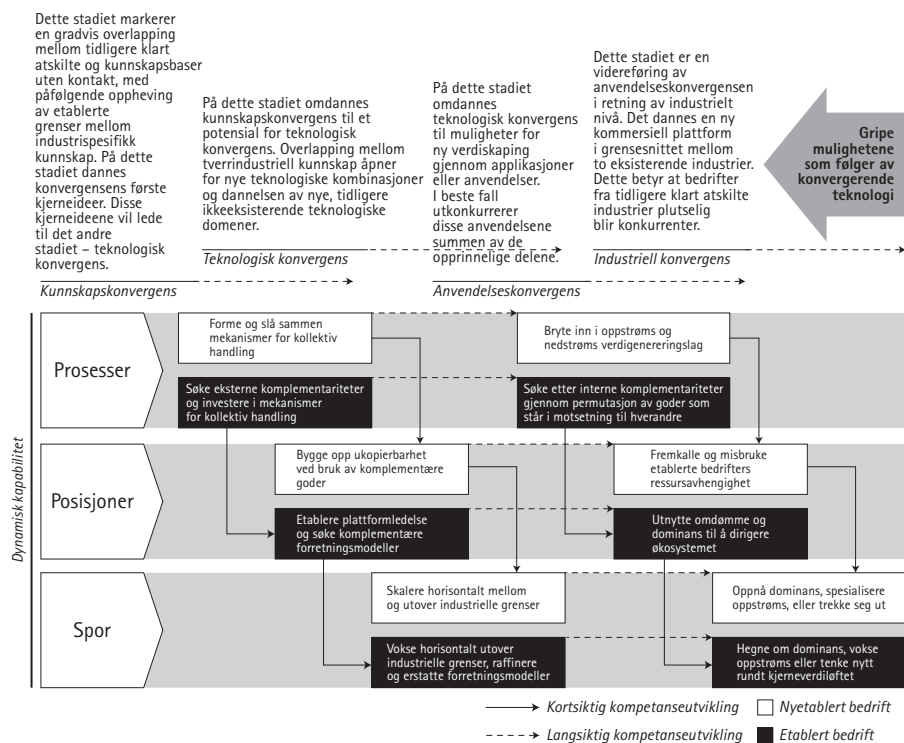 Dette stadiet markerer
en gradvis overlapping
mellom tidligere klart
atskilte og kunnskapsbaser
uten kontakt, med
påfølgende oppheving
av etablerte
grenser mellom
industrispesifikk
kunnskap. På dette
stadiet dannes
konvergensens første
kjerneideer. Disse
kjerneideene vil lede
til det andre
stadiet – teknologisk
konvergens.
Kunnskapskonvergens
På dette stadiet omdannes
kunnskapskonvergens til et
potensial for teknologisk
konvergens. Overlapping mellom
tverrindustriell kunnskap åpner
for nye teknologiske kombinasjoner
og dannelsen av nye, tidligere
ikkeeksisterende teknologiske
domener.
Teknologisk konvergens
På dette stadiet
omdannes
teknologisk konvergens
til muligheter for
ny verdiskaping
gjennom applikasjoner
eller anvendelser.
I beste fall
utkonkurrerer
disse anvendelsene
summen av de
opprinnelige delene.
Anvendelseskonvergens
Dette stadiet er en
videreføring av
anvendelseskonvergensen
i retning av industrielt
nivå. Det dannes en ny
kommersiell plattform
i grensesnittet mellom
to eksisterende industrier.
Dette betyr at bedrifter
fra tidligere klart atskilte
industrier plutselig
blir konkurrenter.
Industriell konvergens
Gripe
mulighetene
som følger av
konvergerende
teknologi
Dynamisk kapabilitet
Prosesser
Forme og slå sammen
mekanismer for kollektiv
handling
Bryte inn i oppstrøms og
nedstrøms verdigenereringslag
Søke eksterne komplementariteter
og investere i mekanismer
for kollektiv handling
Søke etter interne komplementariteter
gjennom permutasjon av goder som
står i motsetning til hverandre
Posisjoner
Bygge opp ukopierbarhet
ved bruk av komplementære
goder
Fremkalle og misbruke
etablerte bedrifters
ressursavhengighet
Etablere plattformledelse
og søke komplementære
forretningsmodeller
Utnytte omdømme og
dominans til å dirigere
økosystemet
Spor
Skalere horisontalt mellom
og utover industrielle grenser
Oppnå dominans, spesialisere
oppstrøms, eller trekke seg ut
Vokse horisontalt utover
industrielle grenser, raffinere
og erstatte forretningsmodeller
Hegne om dominans, vokse
oppstrøms eller tenke nytt
rundt kjerneverdiløftet
Kortsiktig kompetanseutvikling
Nyetablert bedrift
Langsiktig kompetanseutvikling
Etablert bedrift